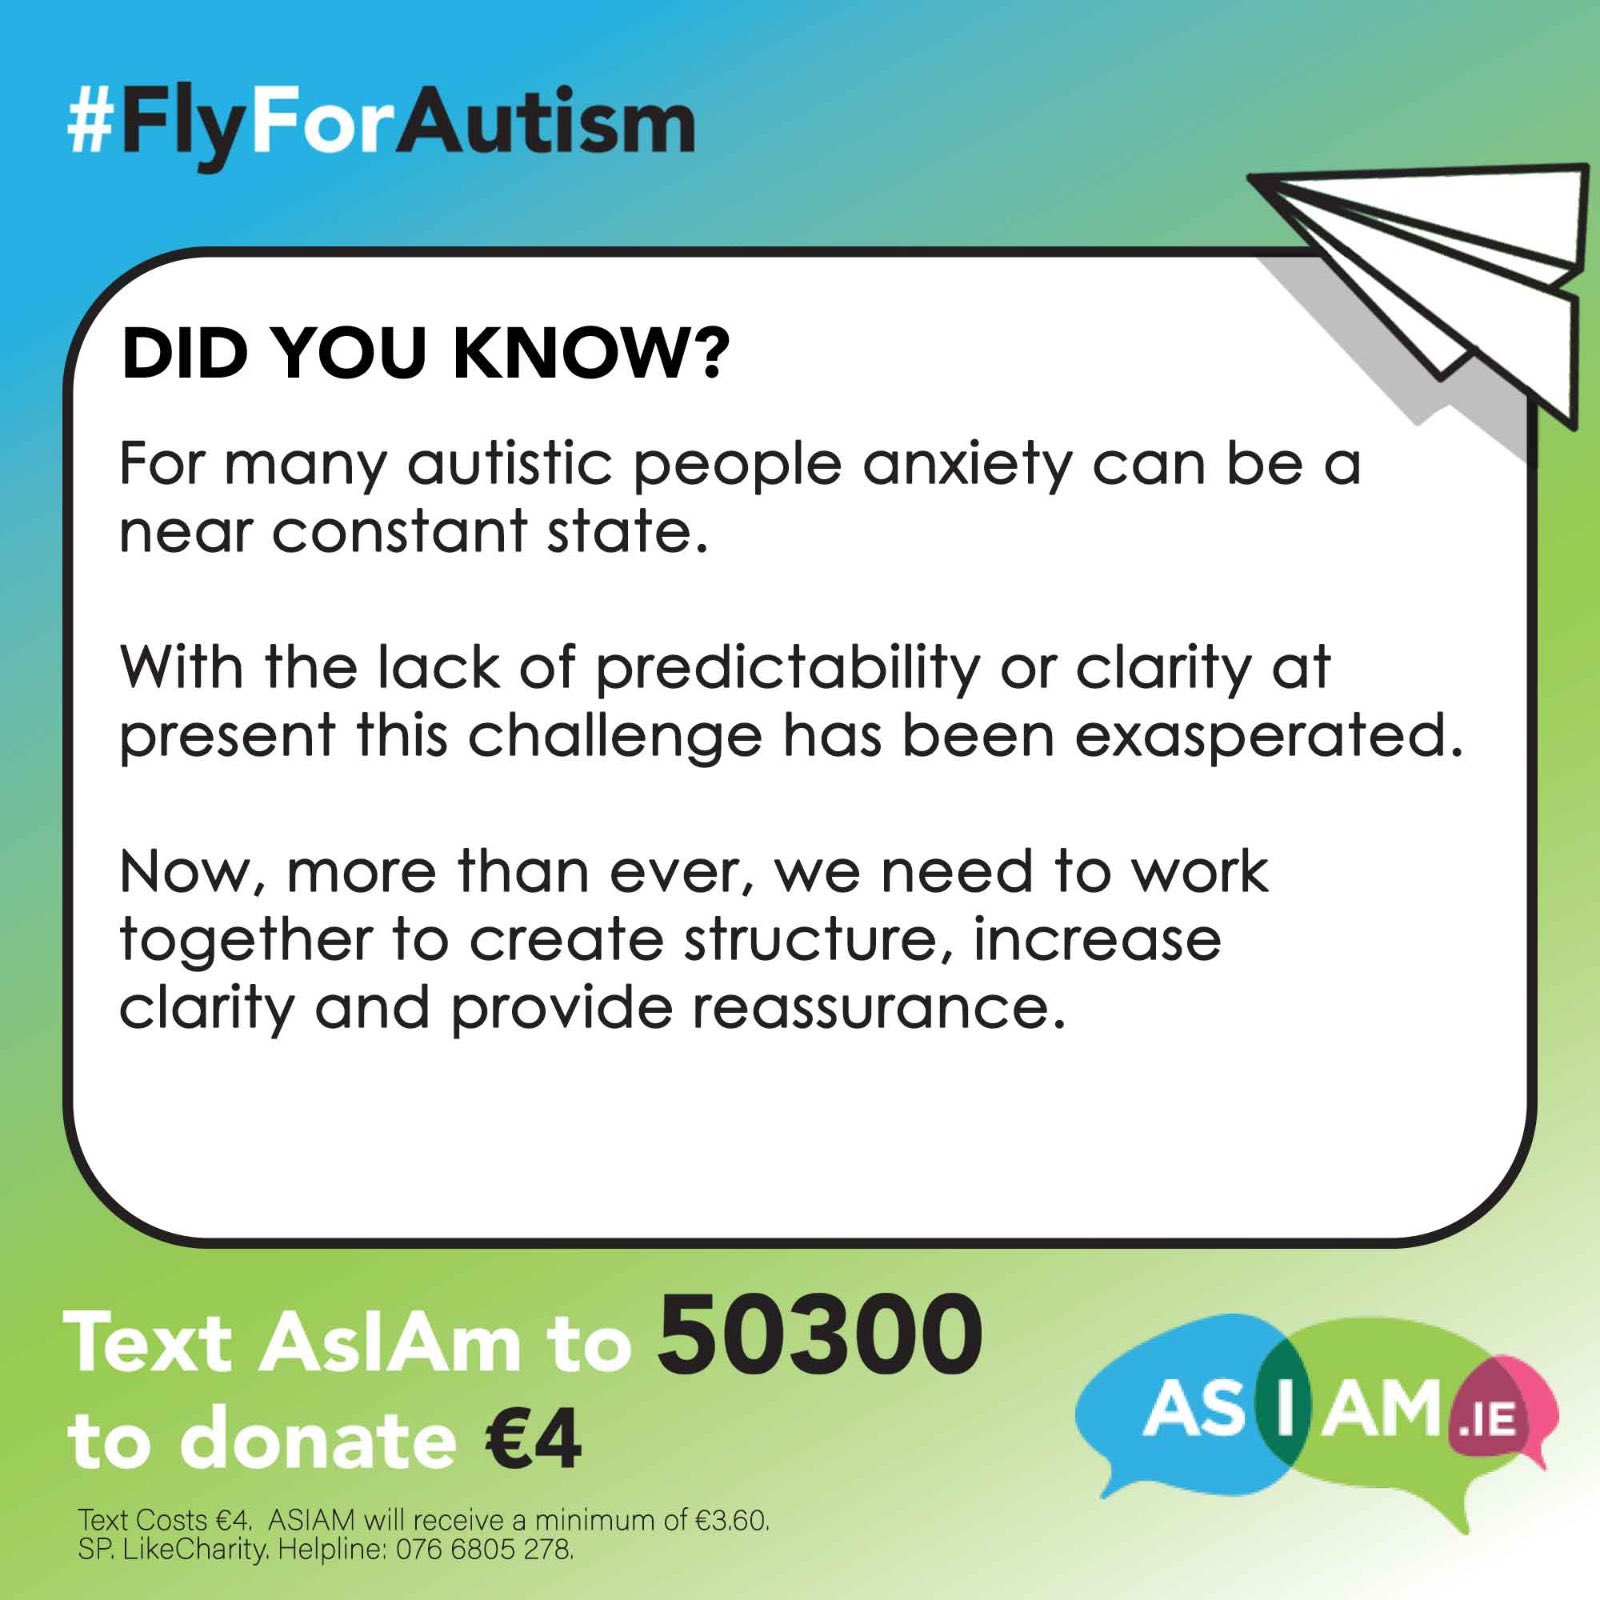 #FlyForAutism
DID YOU KNOW?
For many autistic people anxiety can be a
near constant state.
With the lack of predictability or clarity at
present this challenge has been exasperated.
Now, more than ever, we need to work
together to create structure, increase
clarity and provide reassurance.
Text AsIAm to 50300
to donate €4
Text Costs €4. ASIAM will receive a minimum of €3.60.
SP. LikeCharity. Helpline: 076 6805 278.
AS I AM .IE